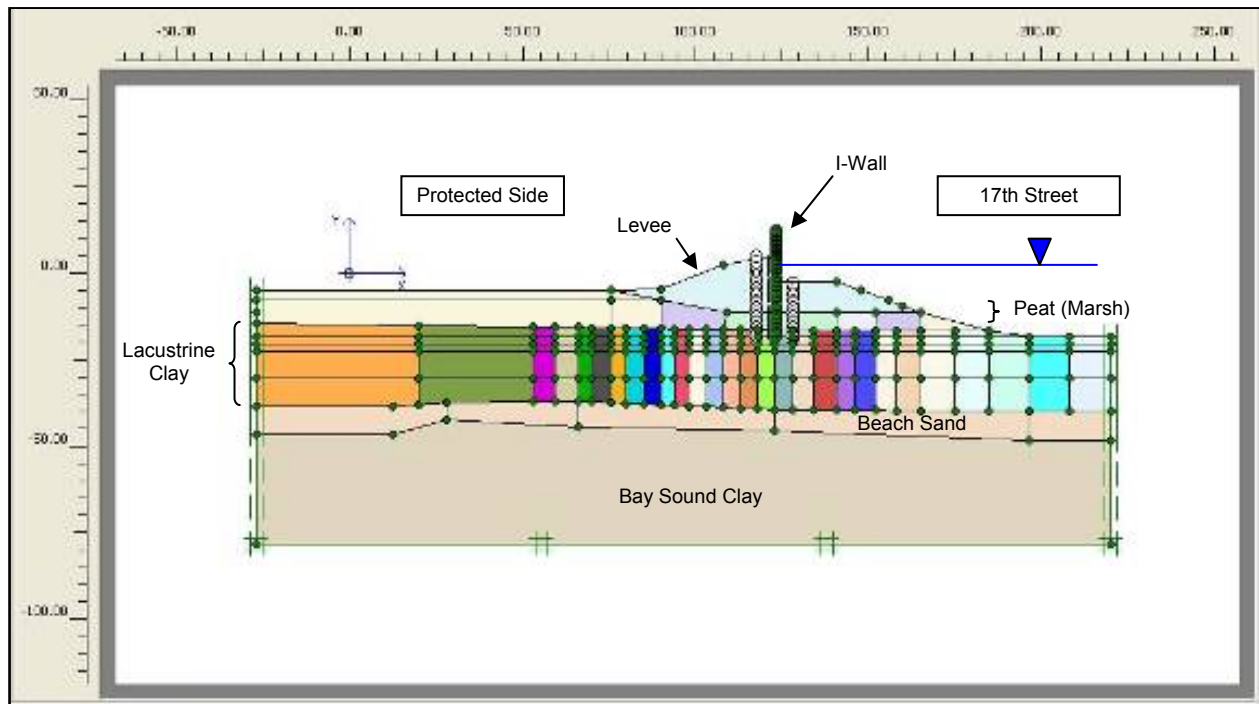 -50.00 0.00 50.00 100.00 150.00 200.00 250.00
50.00
I-Wall
Protected Side
17th Street
Levee
Y
0.00
X
Peat (Marsh)
Lacustrine
Clay
Beach Sand
-50.00
Bay Sound Clay
-100.00